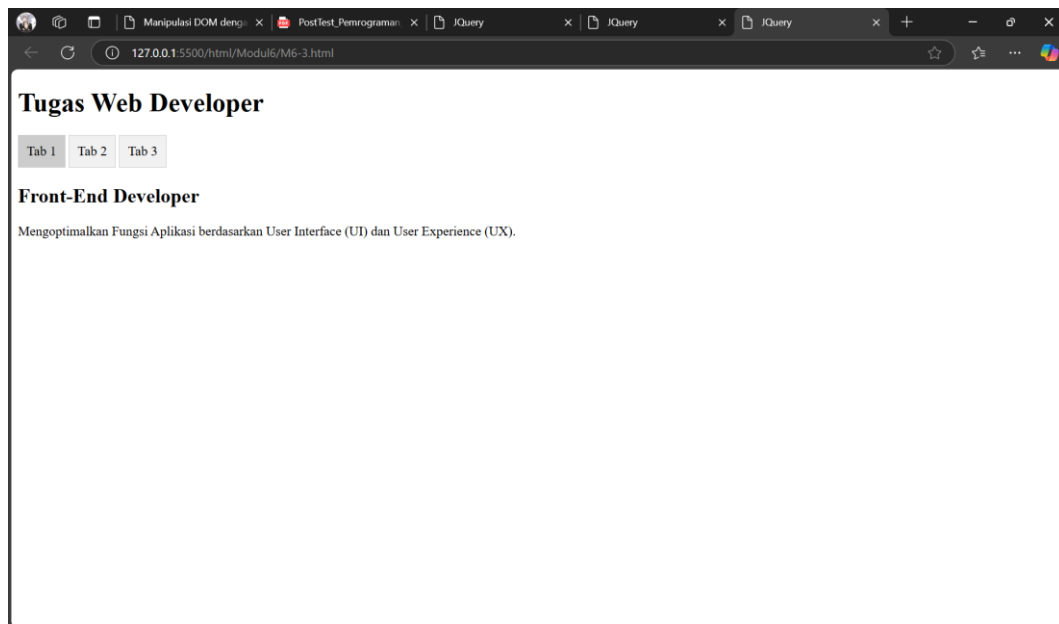 Manipulasi DOM denga
PDF
PostTest_Pemrograman
JQuery
JQuery
JQuery
127.0.0.1:5500/html/Modul6/M6-3.html
Tugas Web Developer
Tab 1
Tab 2
Tab 3
Front-End Developer
Mengoptimalkan Fungsi Aplikasi berdasarkan User Interface (UI) dan User Experience (UX).